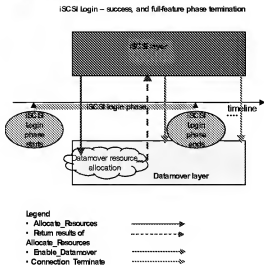 iSCSI Login – success, and full-feature phase termination
iSCSI layer
iSCSI login phase
timeline
iSCSI
Login
phase
starts
iSCSI
Login
phase
ends
Datamover resource
allocation
Datamover layer
Legend
• Allocate_Resources
• Return results of
Allocate_Resources
• Enable_Datamover
• Connection Terminate